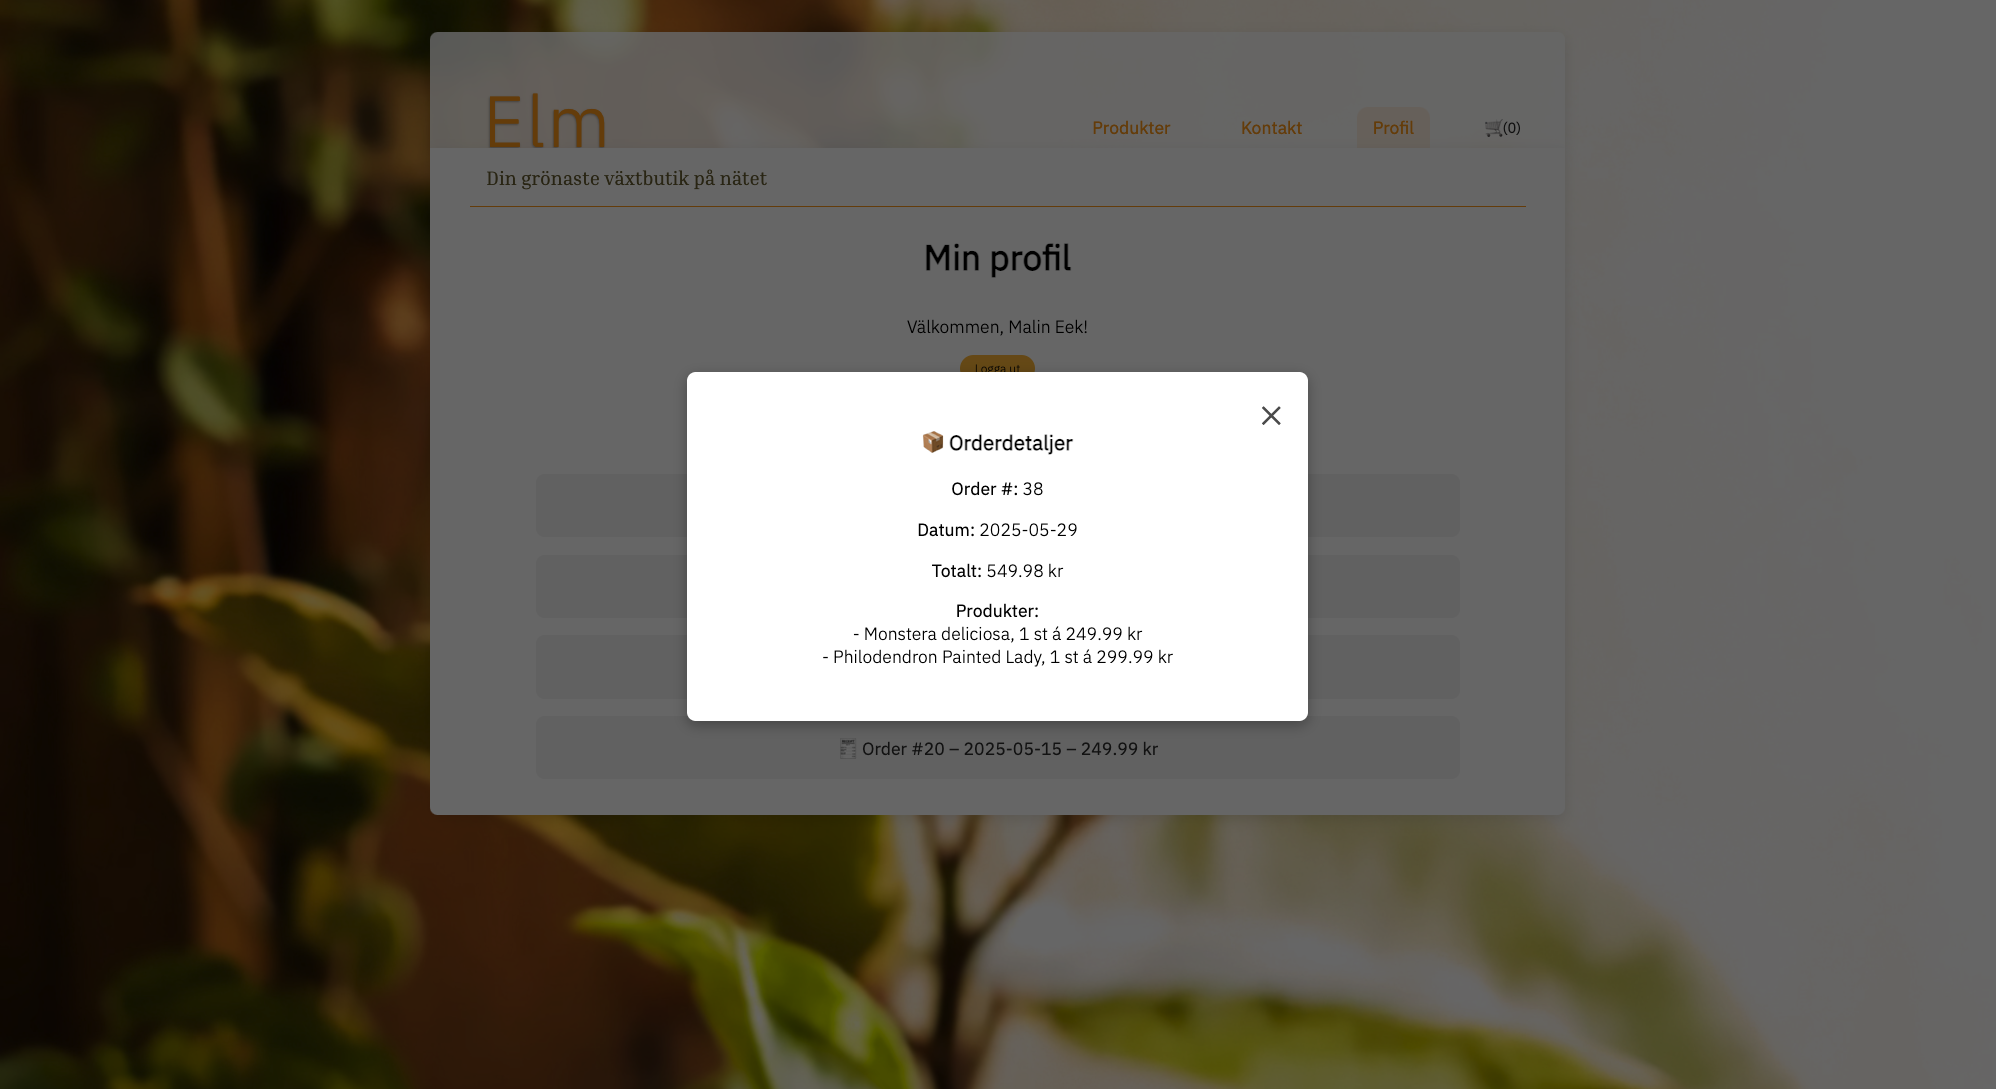 Elm
Produkter
Kontakt
Profil
(0)
Din grönaste växtbutik på nätet
Min profil
Välkommen, Malin Eek!
Logga ut
Orderdetaljer
Order #: 38
Datum: 2025-05-29
Totalt: 549.98 kr
Produkter:
- Monstera deliciosa, 1 st á 249.99 kr
- Philodendron Painted Lady, 1 st á 299.99 kr
Order #20 – 2025-05-15 – 249.99 kr